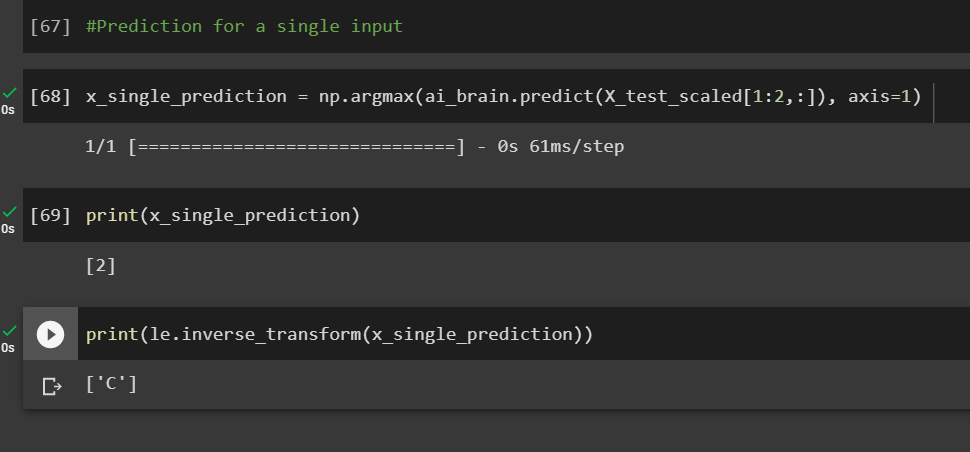 [67] #Prediction for a single input
0s [68] x_single_prediction = np.argmax(ai_brain.predict(X_test_scaled[1:2,:]), axis=1)
1/1 [==============================] - 0s 61ms/step
0s [69] print(x_single_prediction)
[2]
0s print(le.inverse_transform(x_single_prediction))
['C']